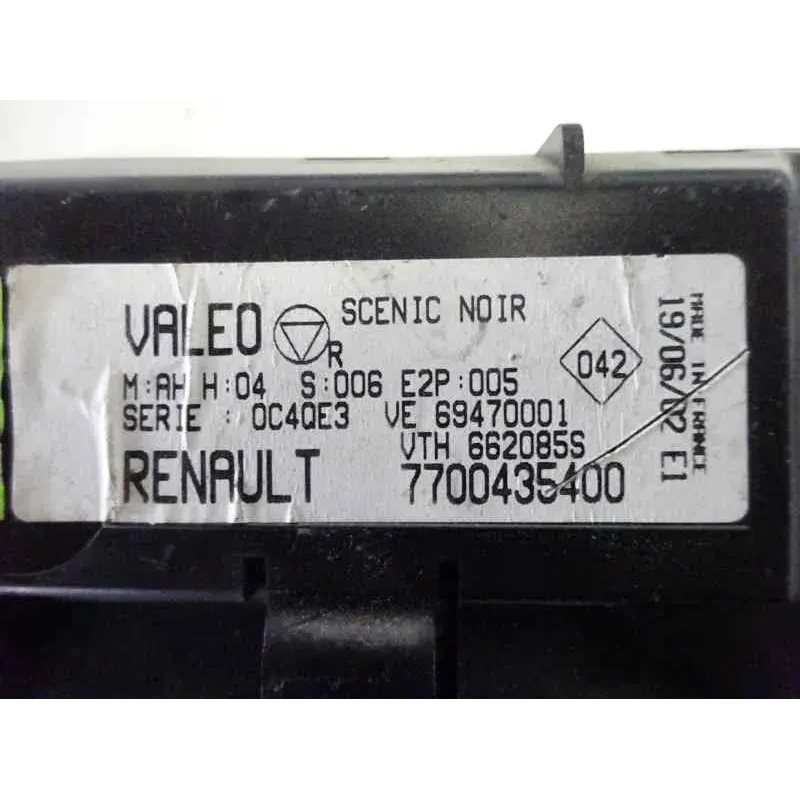 VALEO R SCENIC NOIR
M:AH H:04 S:006 E2P:005
SERIE : 0C4QE3 VE 69470001
VTH 662085S
RENAULT 7700435400
042
MADE IN FRANCE
19/06/02 E1